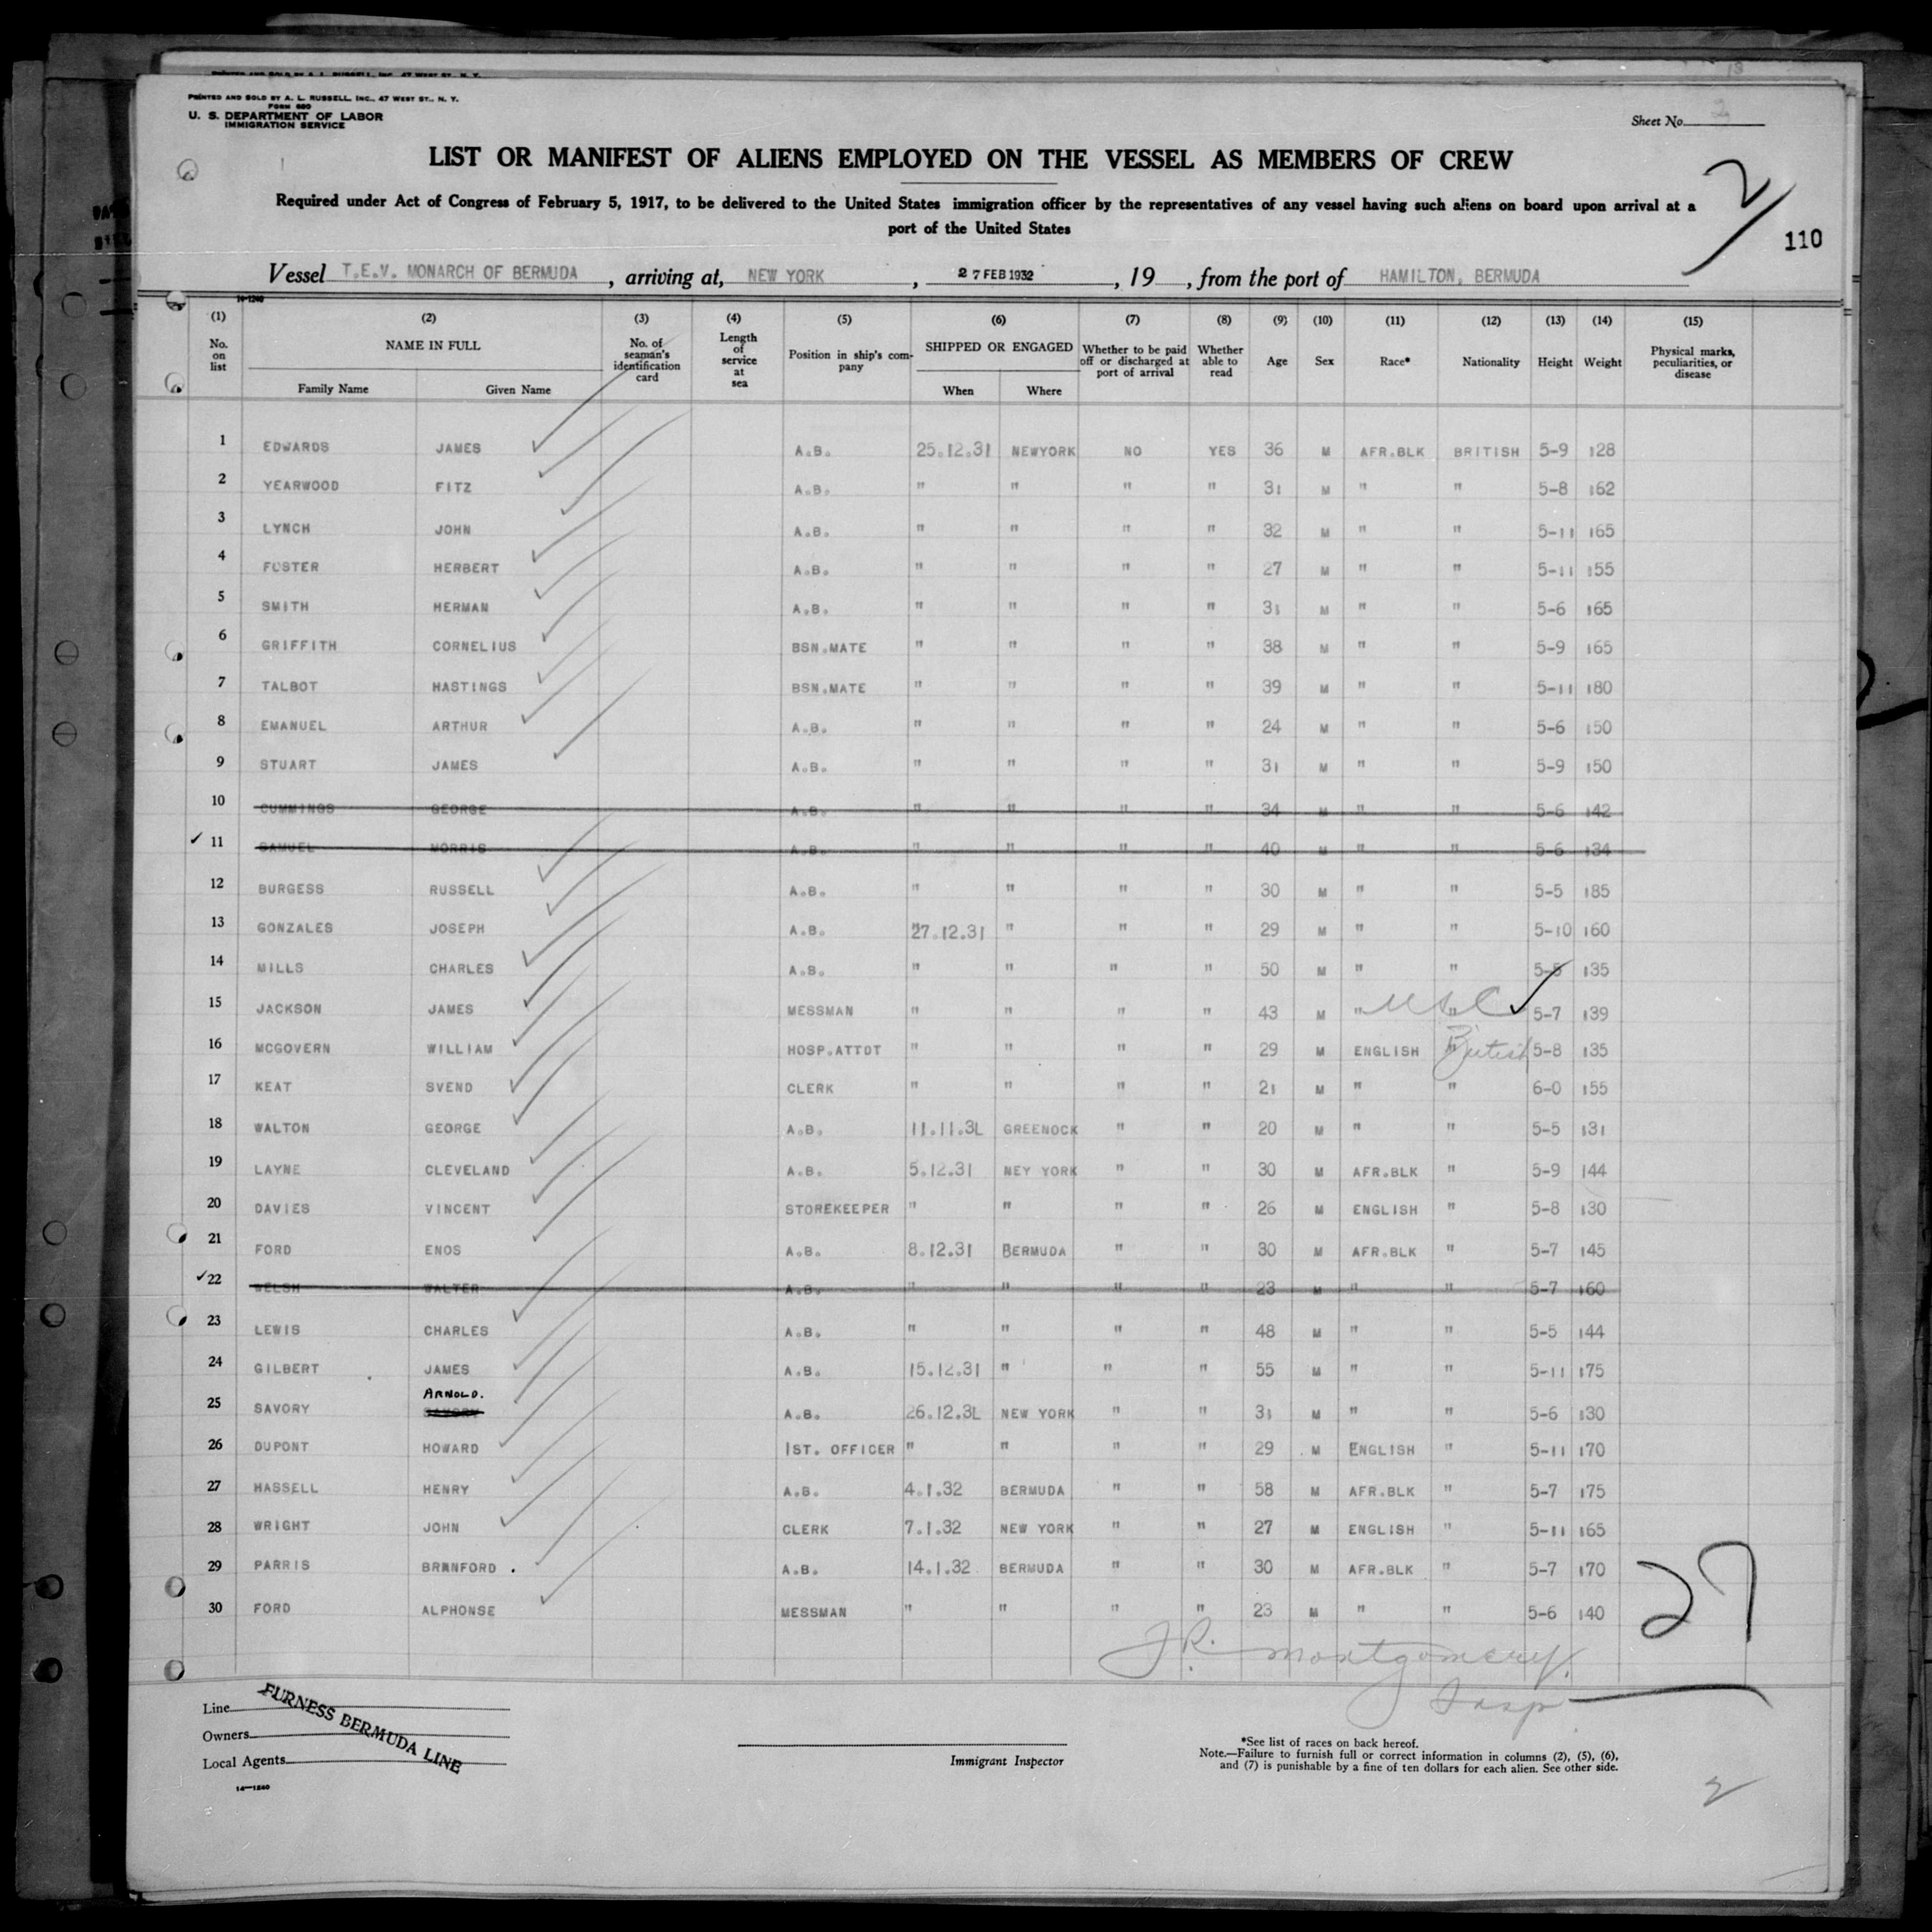 PRINTED AND SOLD BY A. L. RUSSELL, INC., 47 WEST ST., N. Y.
FORM 680
U. S. DEPARTMENT OF LABOR
IMMIGRATION SERVICE
Sheet No. 2
LIST OR MANIFEST OF ALIENS EMPLOYED ON THE VESSEL AS MEMBERS OF CREW
2
Required under Act of Congress of February 5, 1917, to be delivered to the United States immigration officer by the representatives of any vessel having such aliens on board upon arrival at a
port of the United States
110
Vessel T.E.V. MONARCH OF BERMUDA , arriving at, NEW YORK , 27 FEB 1932 , 19 , from the port of HAMILTON, BERMUDA
14-1240
(1) (2) (3) (4) (5) (6) (7) (8) (9) (10) (11) (12) (13) (14) (15)
No. on list NAME IN FULL Family Name Given Name No. of seaman's identification card Length of service at sea Position in ship's company SHIPPED OR ENGAGED When Where Whether to be paid off or discharged at port of arrival Whether able to read Age Sex Race* Nationality Height Weight Physical marks, peculiarities, or disease
1 EDWARDS JAMES A.B. 25.12.31 NEWYORK NO YES 36 M AFR.BLK BRITISH 5-9 128
2 YEARWOOD FITZ A.B. " " " " 31 M " " 5-8 162
3 LYNCH JOHN A.B. " " " " 32 M " " 5-11 165
4 FOSTER HERBERT A.B. " " " " 27 M " " 5-11 155
5 SMITH HERMAN A.B. " " " " 31 M " " 5-6 165
6 GRIFFITH CORNELIUS BSN.MATE " " " " 38 M " " 5-9 165
7 TALBOT HASTINGS BSN.MATE " " " " 39 M " " 5-11 180
8 EMANUEL ARTHUR A.B. " " " " 24 M " " 5-6 150
9 STUART JAMES A.B. " " " " 31 M " " 5-9 150
10 CUMMINGS GEORGE A.B. " " " " 34 M " " 5-6 142
✓ 11 SAMUEL MORRIS A.B. " " " " 40 M " " 5-6 134
12 BURGESS RUSSELL A.B. " " " " 30 M " " 5-5 185
13 GONZALES JOSEPH A.B. 27.12.31 " " " 29 M " " 5-10 160
14 MILLS CHARLES A.B. " " " " 50 M " " 5-5 135
15 JACKSON JAMES MESSMAN " " " " 43 M " USC " 5-7 139
16 MCGOVERN WILLIAM HOSP.ATTDT " " " " 29 M ENGLISH " British 5-8 135
17 KEAT SVEND CLERK " " " " 21 M " " 6-0 155
18 WALTON GEORGE A.B. 11.11.3L GREENOCK " " 20 M " " 5-5 131
19 LAYNE CLEVELAND A.B. 5.12.31 NEY YORK " " 30 M AFR.BLK " 5-9 144
20 DAVIES VINCENT STOREKEEPER " " " " 26 M ENGLISH " 5-8 130
21 FORD ENOS A.B. 8.12.31 BERMUDA " " 30 M AFR.BLK " 5-7 145
✓ 22 WELSH WALTER A.B. " " " " 23 M " " 5-7 160
23 LEWIS CHARLES A.B. " " " " 48 M " " 5-5 144
24 GILBERT JAMES A.B. 15.12.31 " " " 55 M " " 5-11 175
ARNOLD.
25 SAVORY A.B. 26.12.3L NEW YORK " " 31 M " " 5-6 130
26 DUPONT HOWARD 1ST. OFFICER " " " " 29 M ENGLISH " 5-11 170
27 HASSELL HENRY A.B. 4.1.32 BERMUDA " " 58 M AFR.BLK " 5-7 175
28 WRIGHT JOHN CLERK 7.1.32 NEW YORK " " 27 M ENGLISH " 5-11 165
29 PARRIS BRANFORD . A.B. 14.1.32 BERMUDA " " 30 M AFR.BLK " 5-7 170
30 FORD ALPHONSE MESSMAN " " " " 23 M " " 5-6 140
27
J.R. Montgomery.
Insp
Line
Owners
Local Agents
FURNESS BERMUDA LINE
14-1240
Immigrant Inspector
*See list of races on back hereof.
Note.—Failure to furnish full or correct information in columns (2), (5), (6),
and (7) is punishable by a fine of ten dollars for each alien. See other side.
2